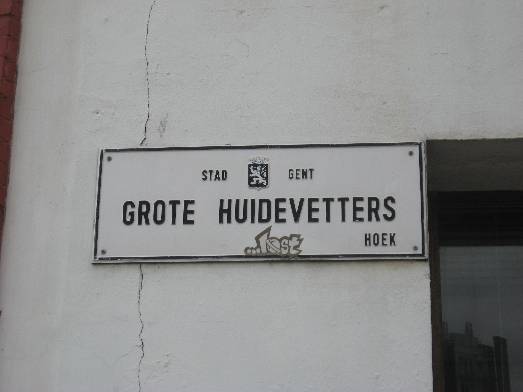 STAD GENT
GROTE HUIDEVETTERS
HOEK